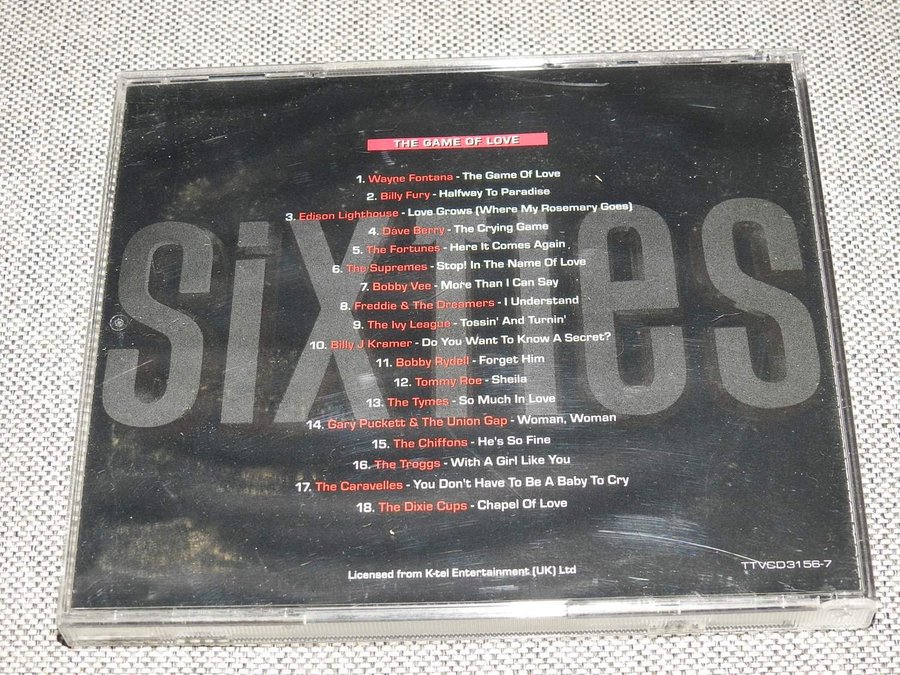 THE GAME OF LOVE
1. Wayne Fontana - The Game Of Love
2. Billy Fury - Halfway To Paradise
3. Edison Lighthouse - Love Grows (Where My Rosemary Goes)
4. Dave Berry - The Crying Game
5. The Fortunes - Here It Comes Again
6. The Supremes - Stop! In The Name Of Love
7. Bobby Vee - More Than I Can Say
8. Freddie & The Dreamers - I Understand
9. The Ivy League - Tossin' And Turnin'
10. Billy J Kramer - Do You Want To Know A Secret?
11. Bobby Rydell - Forget Him
12. Tommy Roe - Sheila
13. The Tymes - So Much In Love
14. Gary Puckett & The Union Gap - Woman, Woman
15. The Chiffons - He's So Fine
16. The Troggs - With A Girl Like You
17. The Caravelles - You Don't Have To Be A Baby To Cry
18. The Dixie Cups - Chapel Of Love
sixties
Licensed from K-tel Entertainment (UK) Ltd
TTVCD3156-7